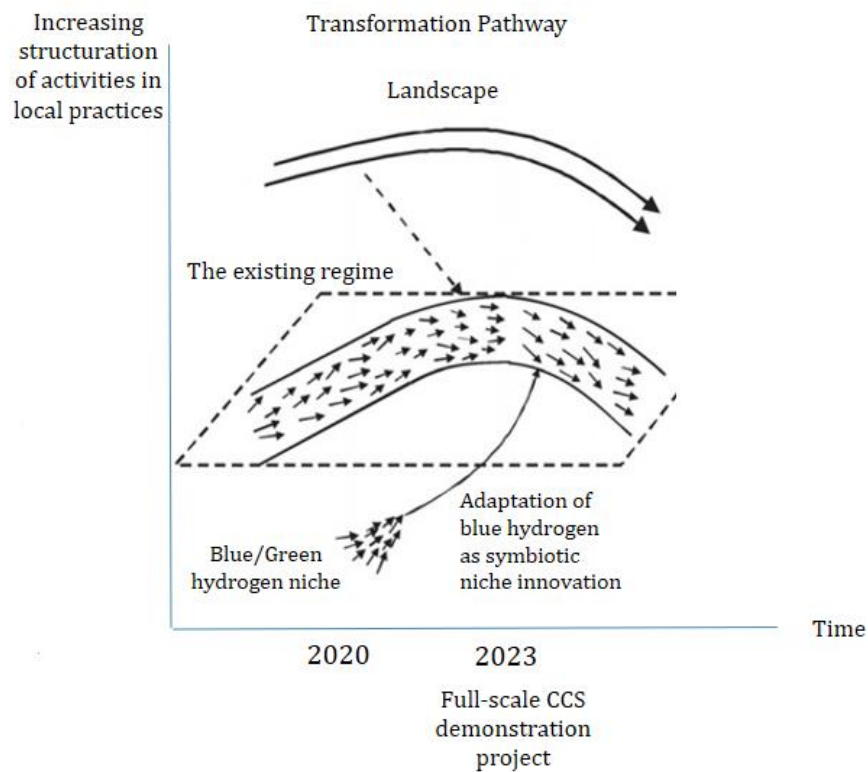 Increasing
structuration
of activities in
local practices
Transformation Pathway
Landscape
The existing regime
Blue/Green
hydrogen niche
Adaptation of
blue hydrogen
as symbiotic
niche innovation
Time
2020
2023
Full-scale CCS
demonstration
project